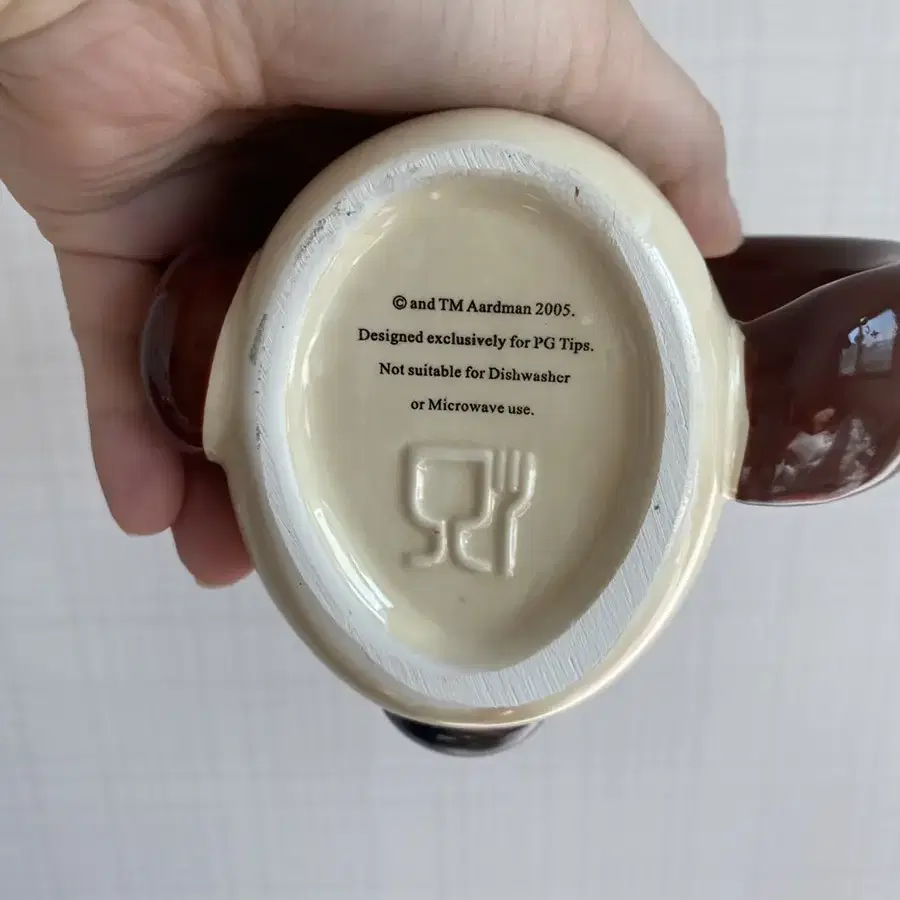 © and TM Aardman 2005.
Designed exclusively for PG Tips.
Not suitable for Dishwasher
or Microwave use.